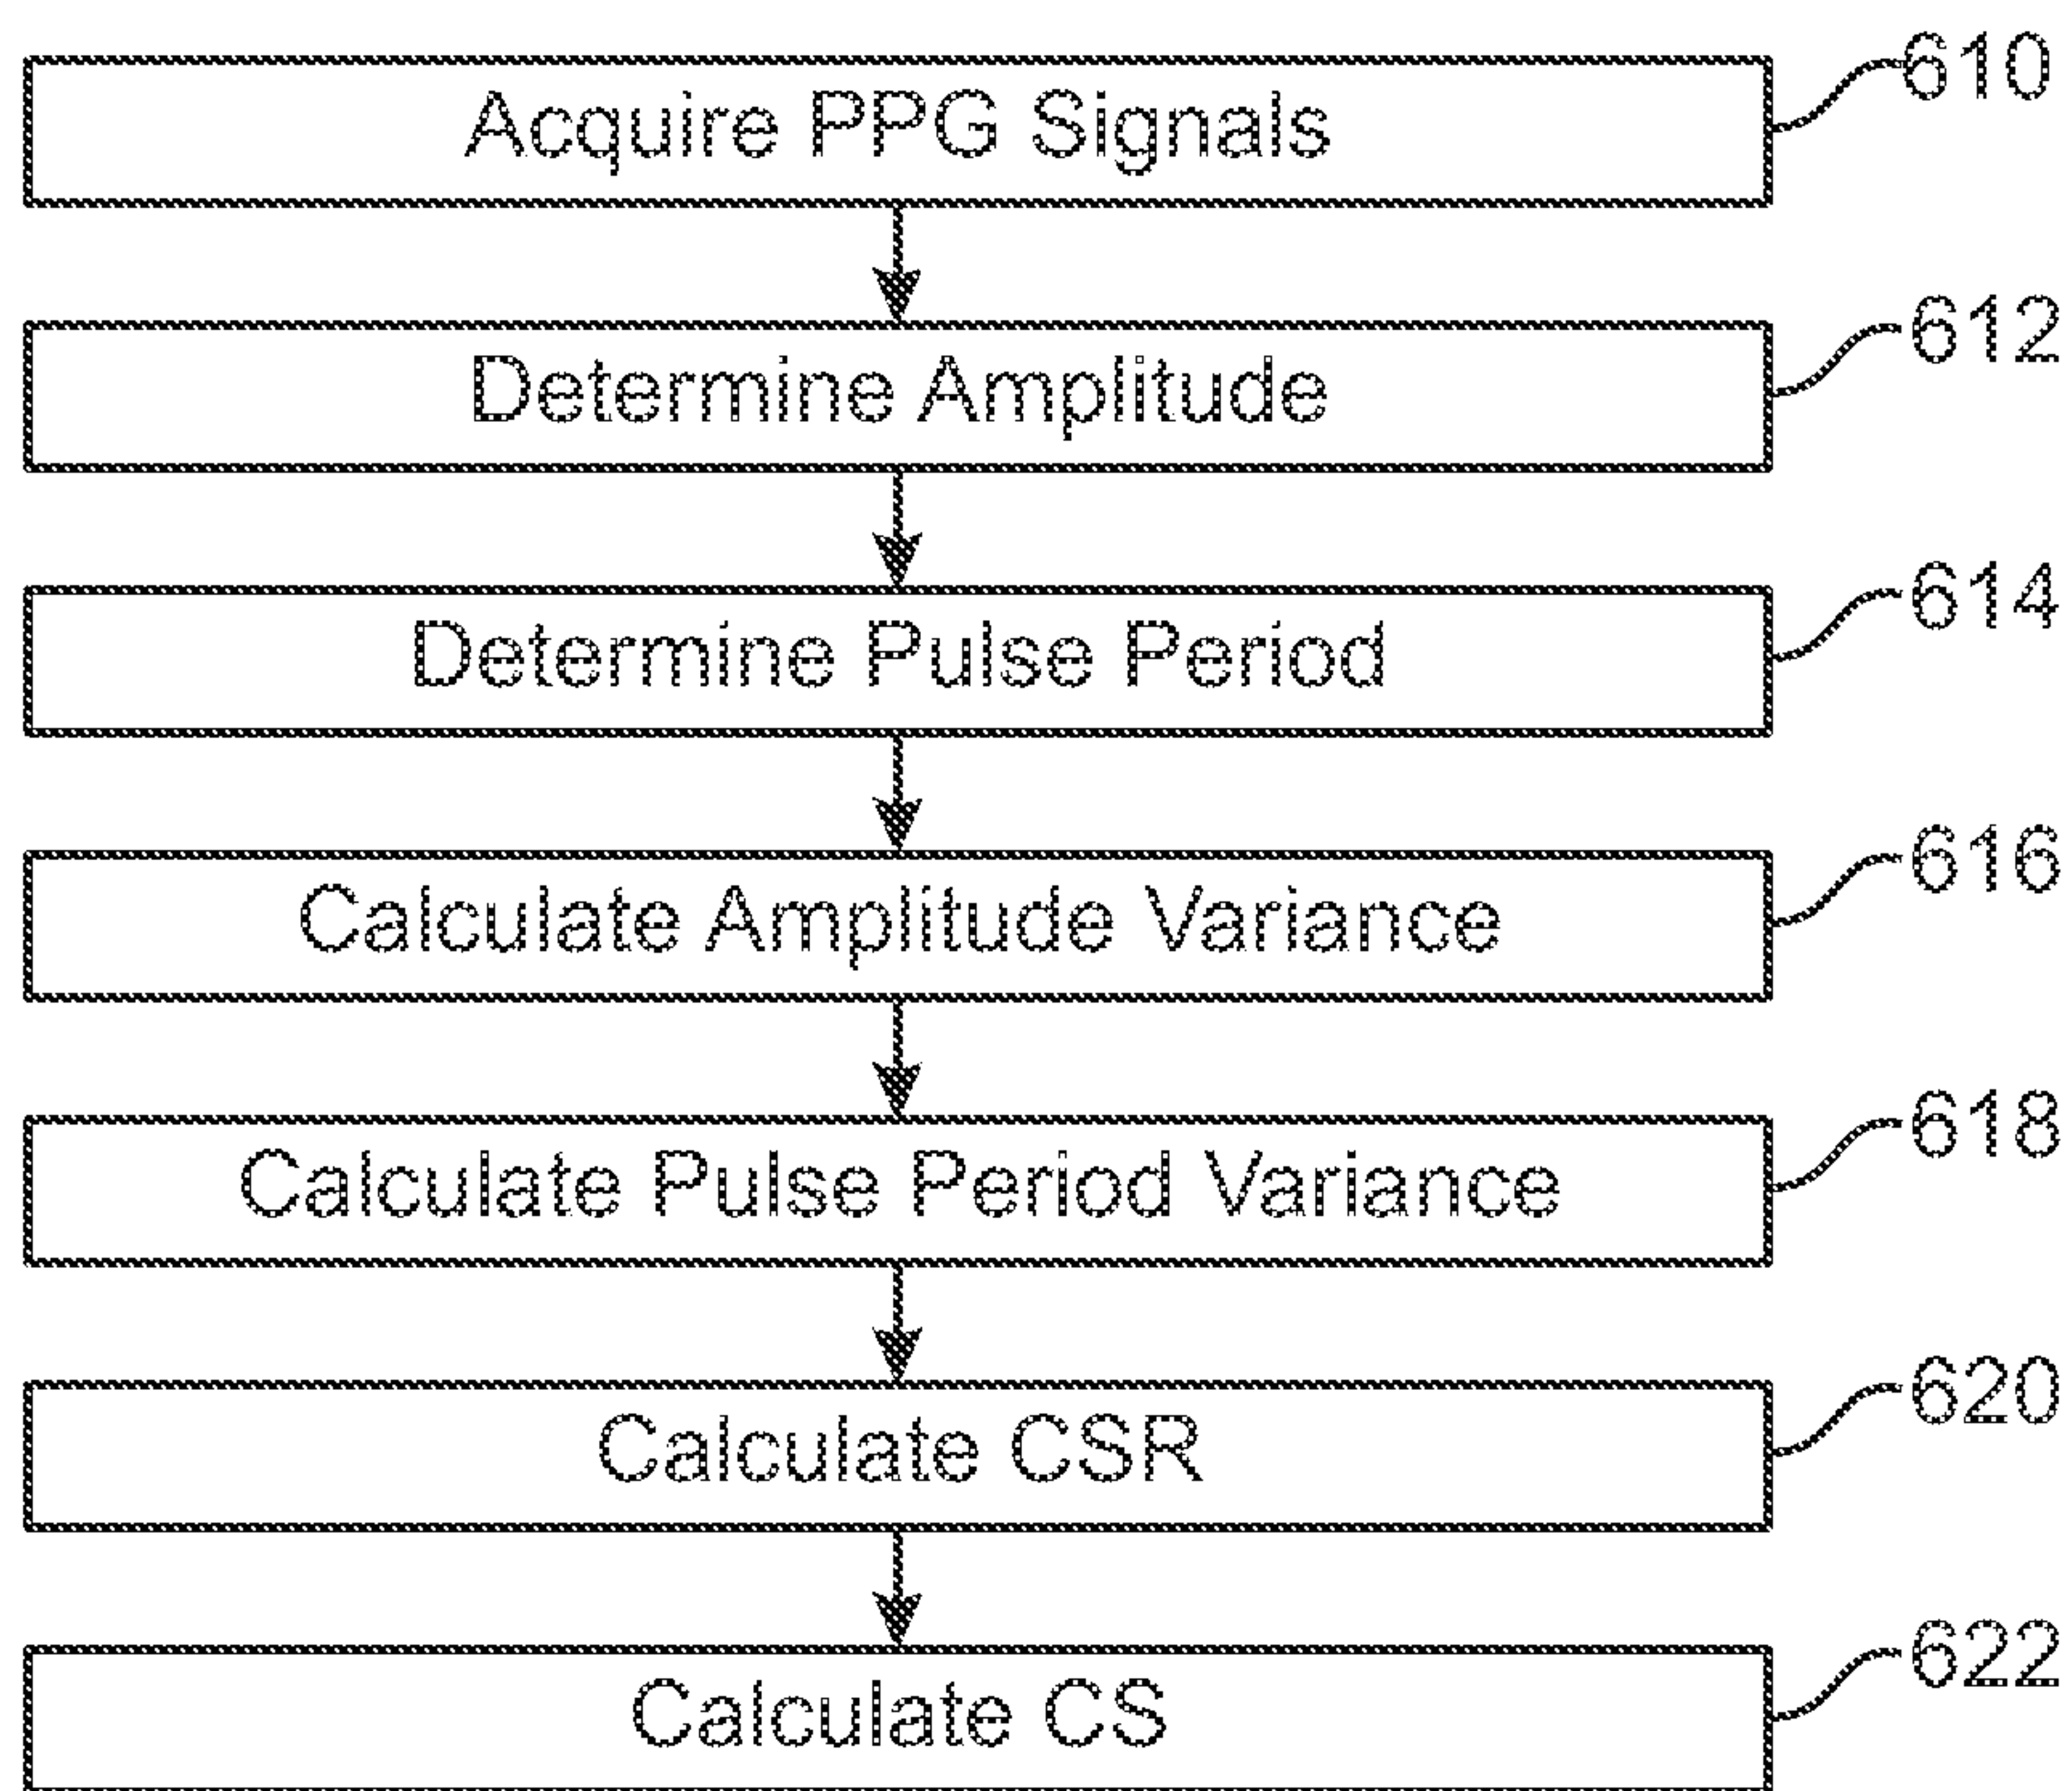 Acquire PPG Signals
610
Determine Amplitude
612
Determine Pulse Period
614
Calculate Amplitude Variance
616
Calculate Pulse Period Variance
618
Calculate CSR
620
Calculate CS
622